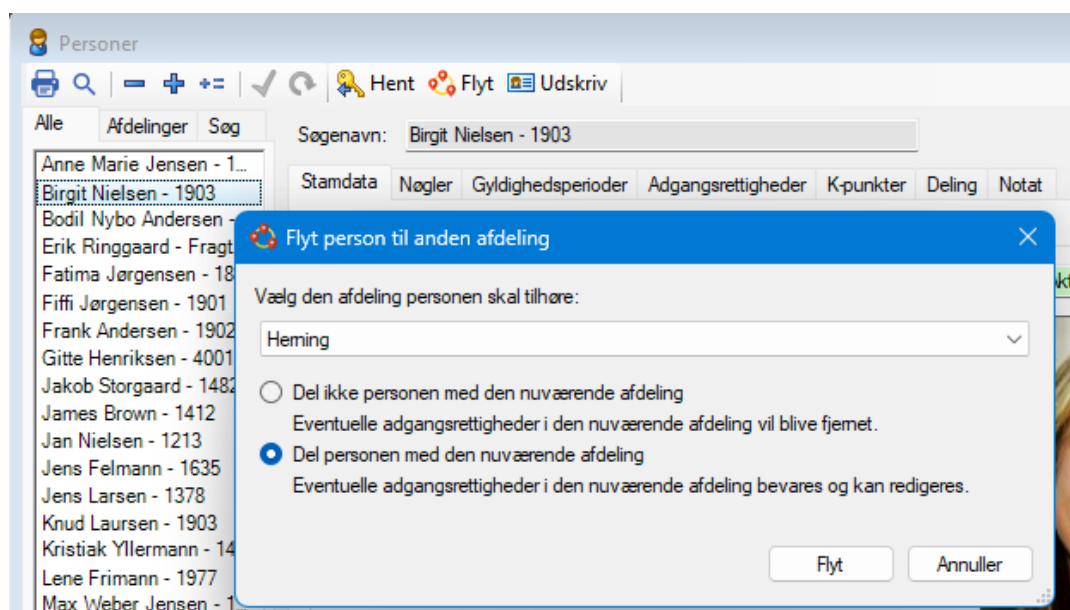 Personer
Hent Flyt Udskriv
Alle Afdelinger Søg
Søgenavn: Birgit Nielsen - 1903
Stamdata Nøgler Gyldighedsperioder Adgangsrettigheder K-punkter Deling Notat
Anne Marie Jensen - 1...
Birgit Nielsen - 1903
Bodil Nybo Andersen -
Erik Ringgaard - Fragt
Fatima Jørgensen - 18
Fiffi Jørgensen - 1901
Frank Andersen - 1902
Gitte Henriksen - 4001
Jakob Storgaard - 1482
James Brown - 1412
Jan Nielsen - 1213
Jens Felmann - 1635
Jens Larsen - 1378
Knud Laursen - 1903
Kristiak Yllermann - 14
Lene Frimann - 1977
Max Weber Jensen - 1...
Flyt person til anden afdeling
Vælg den afdeling personen skal tilhøre:
Herning
Del ikke personen med den nuværende afdeling
Eventuelle adgangsrettigheder i den nuværende afdeling vil blive fjernet.
Del personen med den nuværende afdeling
Eventuelle adgangsrettigheder i den nuværende afdeling bevares og kan redigeres.
Flyt Annuller